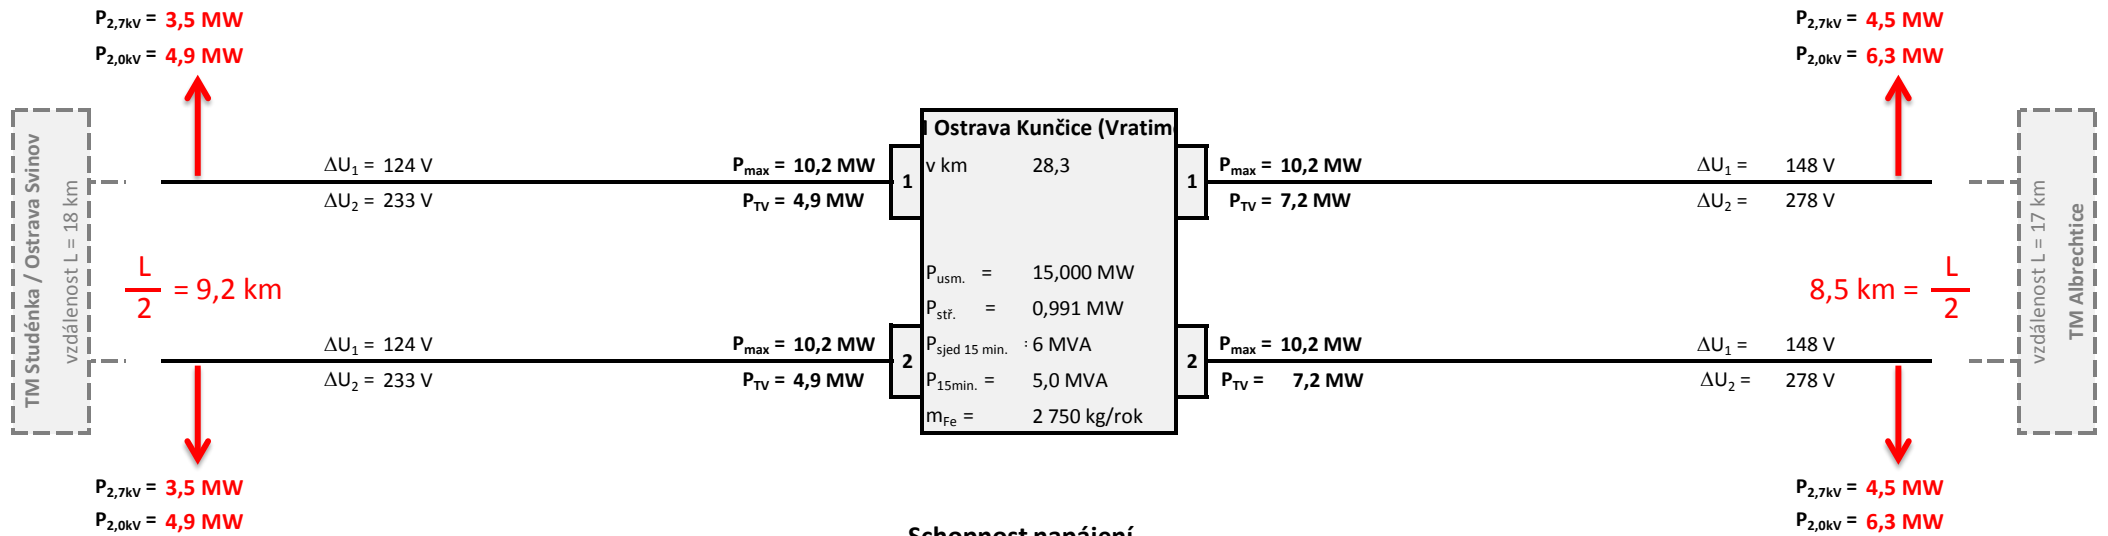 P2,7kV = 3,5 MW
P2,0kV = 4,9 MW
P2,7kV = 4,5 MW
P2,0kV = 6,3 MW
TM Studénka / Ostrava Svinov
vzdálenost L = 18 km
ΔU1 = 124 V
ΔU2 = 233 V
Pmax = 10,2 MW
PTV = 4,9 MW
1
Ostrava Kunčice (Vratim
v km 28,3
1
Pmax = 10,2 MW
PTV = 7,2 MW
ΔU1 = 148 V
ΔU2 = 278 V
vzdálenost L = 17 km
TM Albrechtice
L
2
= 9,2 km
Pusm. = 15,000 MW
Pstř. = 0,991 MW
Psjed 15 min. : 6 MVA
P15min. = 5,0 MVA
mFe = 2 750 kg/rok
8,5 km =
L
2
ΔU1 = 124 V
ΔU2 = 233 V
Pmax = 10,2 MW
PTV = 4,9 MW
2
2
Pmax = 10,2 MW
PTV = 7,2 MW
ΔU1 = 148 V
ΔU2 = 278 V
P2,7kV = 3,5 MW
P2,0kV = 4,9 MW
P2,7kV = 4,5 MW
P2,0kV = 6,3 MW
Schopnost napájení